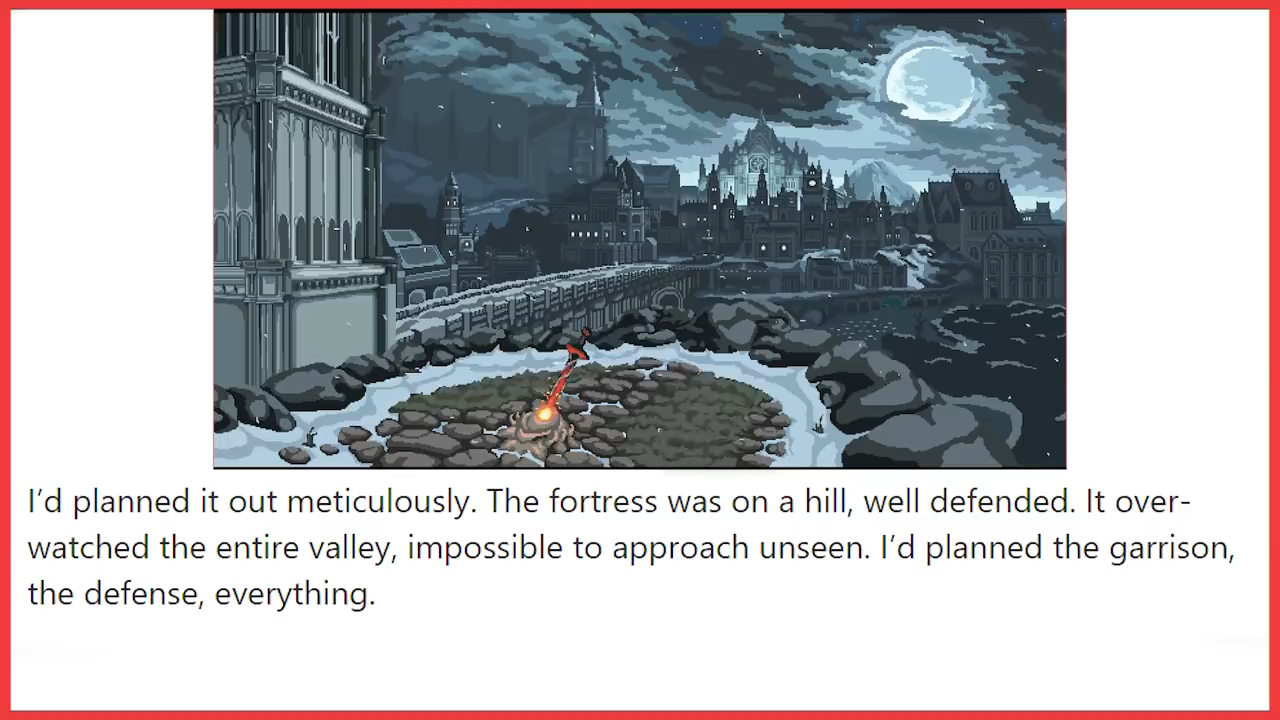 I’d planned it out meticulously. The fortress was on a hill, well defended. It over-
watched the entire valley, impossible to approach unseen. I’d planned the garrison,
the defense, everything.